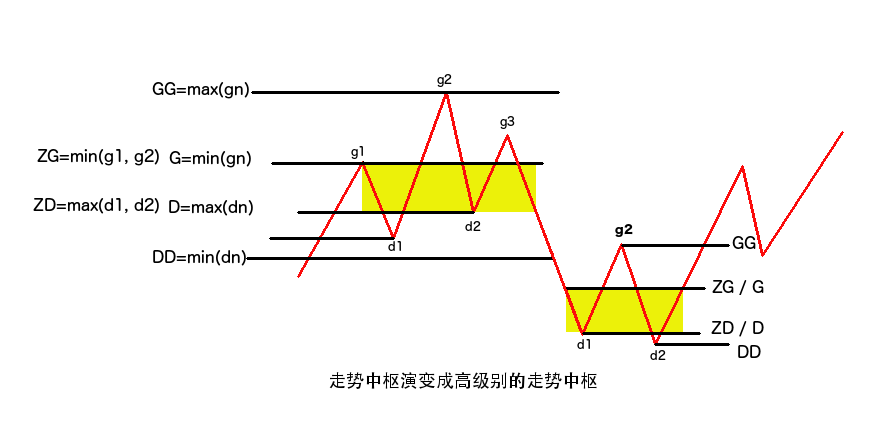 g2
GG=max(gn)
g3
g1
ZG=min(g1, g2) G=min(gn)
ZD=max(d1, d2) D=max(dn)
d2
d1
DD=min(dn)
g2
GG
ZG / G
ZD / D
d1
DD
d2
走势中枢演变成高级别的走势中枢